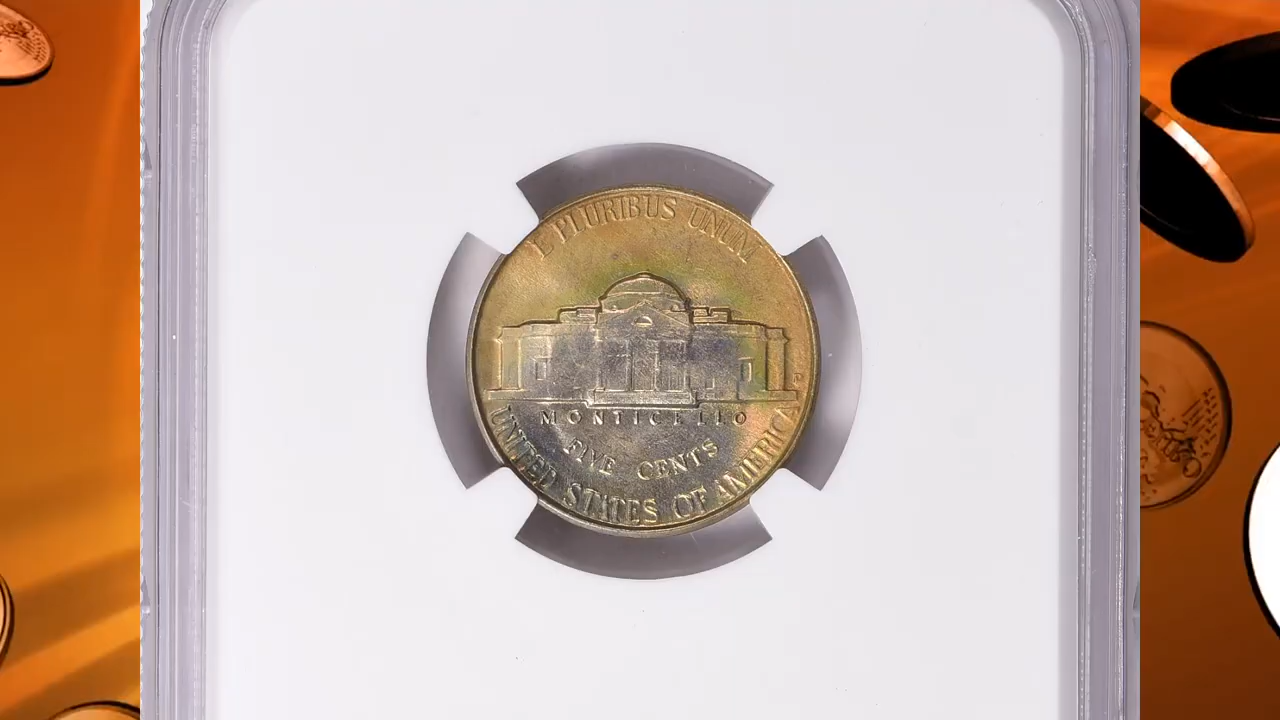 E PLURIBUS UNUM
P
MONTICELLO
FIVE CENTS
UNITED STATES OF AMERICA